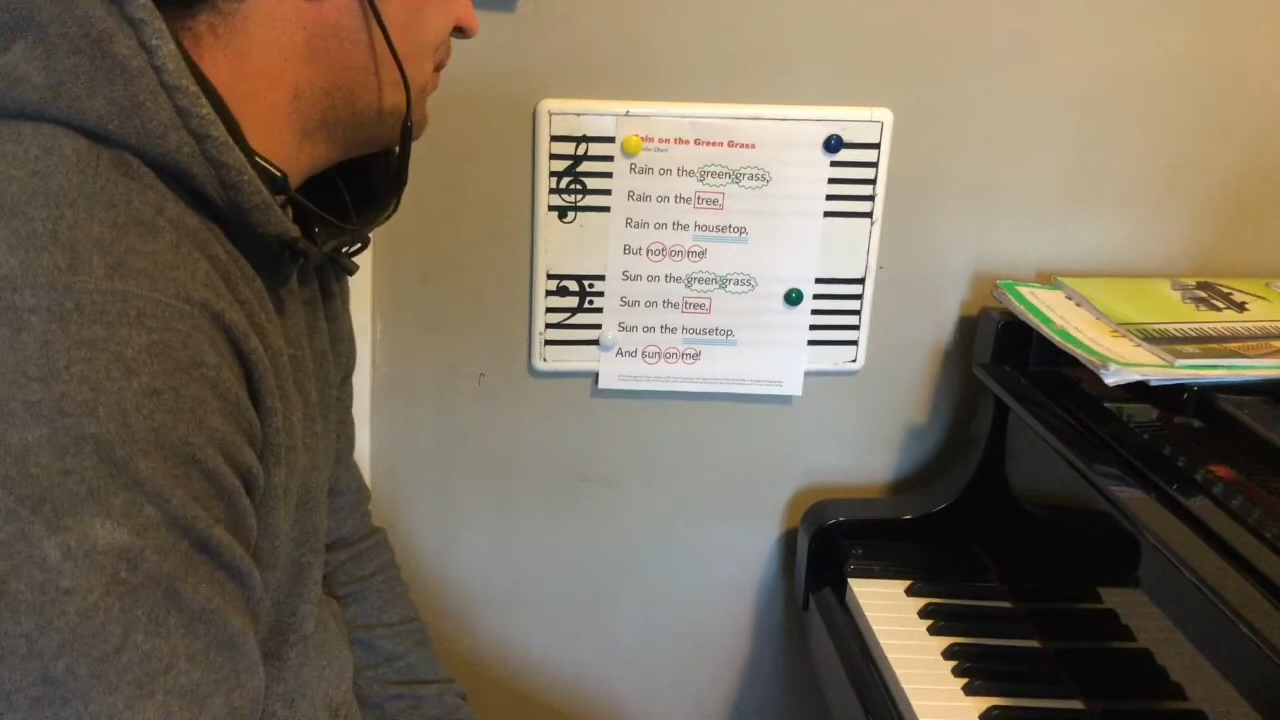 ain on the Green Grass
Chart
Rain on the green grass,
Rain on the tree,
Rain on the housetop,
But not on me!
Sun on the green grass,
Sun on the tree,
Sun on the housetop,
And sun on me!